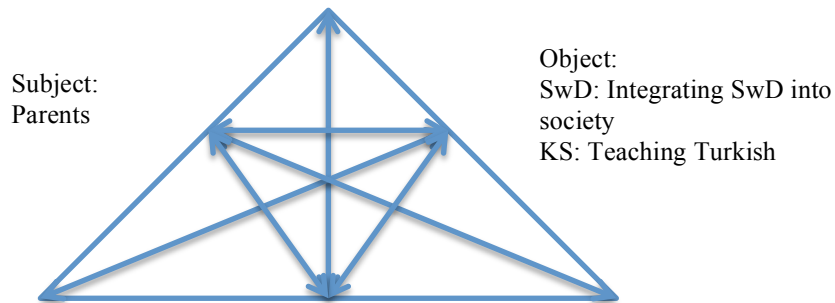 Subject:
Parents
Object:
SwD: Integrating SwD into
society
KS: Teaching Turkish